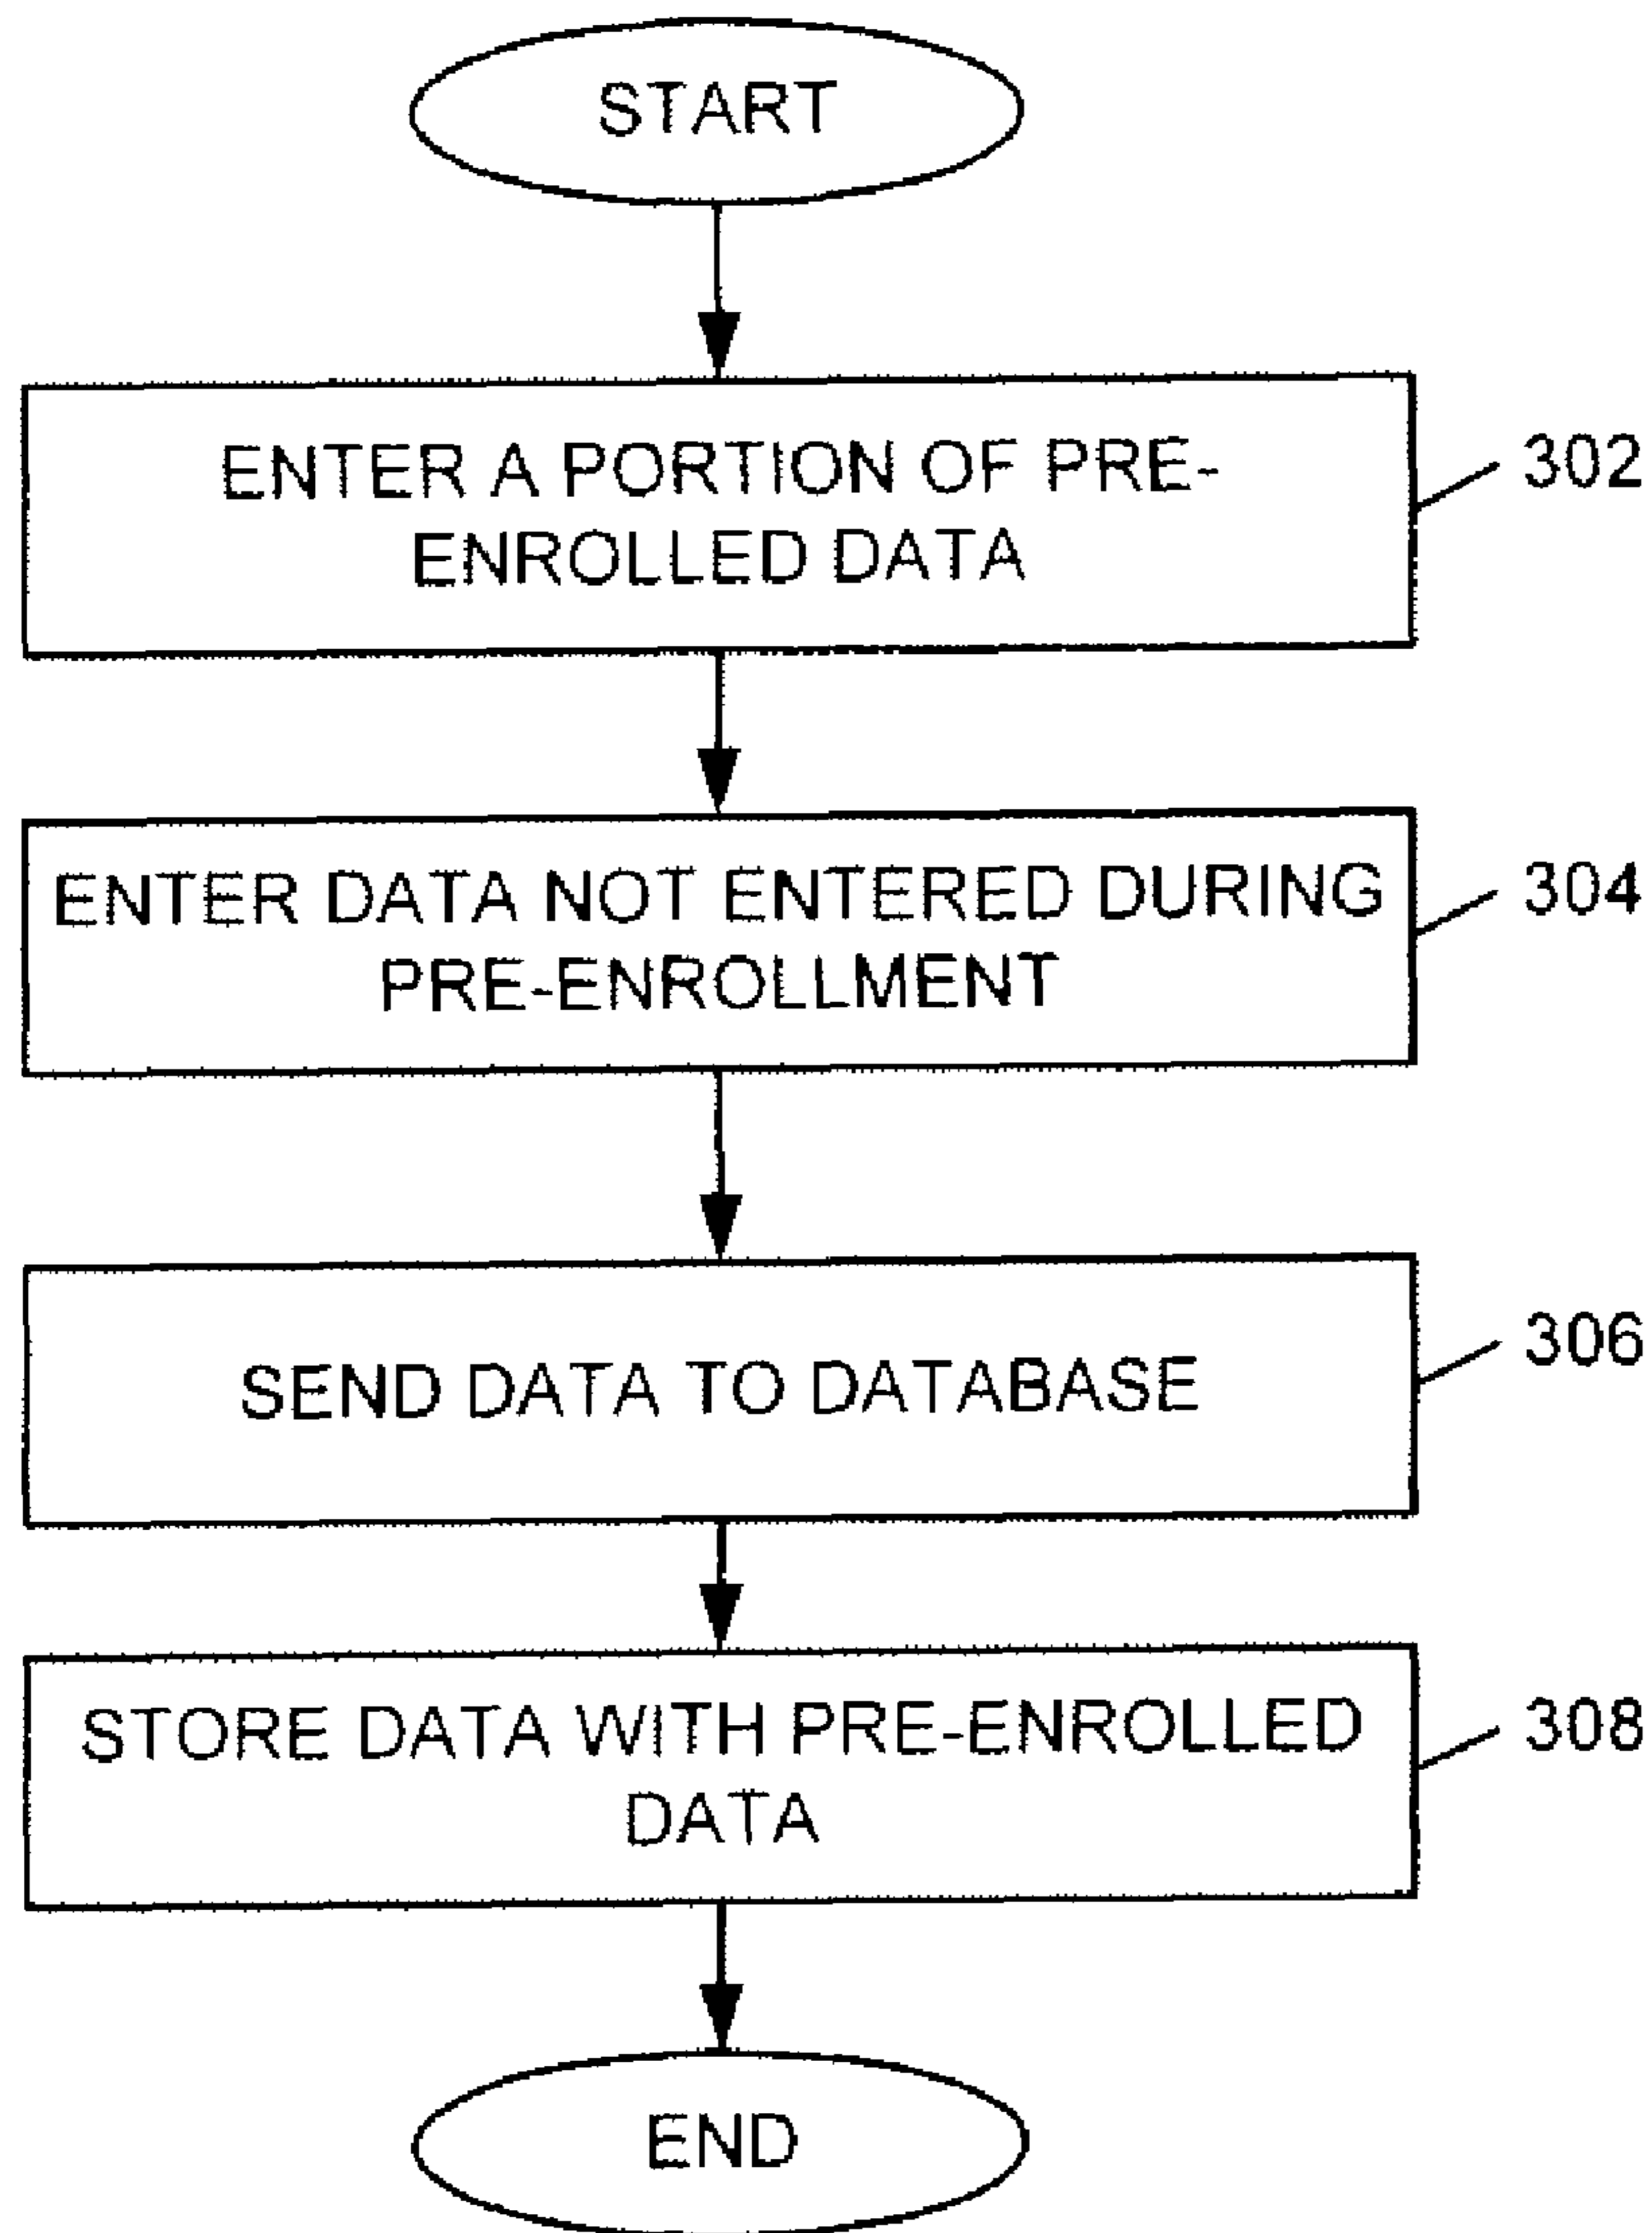 START
ENTER A PORTION OF PRE-
ENROLLED DATA
302
ENTER DATA NOT ENTERED DURING
PRE-ENROLLMENT
304
SEND DATA TO DATABASE
306
STORE DATA WITH PRE-ENROLLED
DATA
308
END